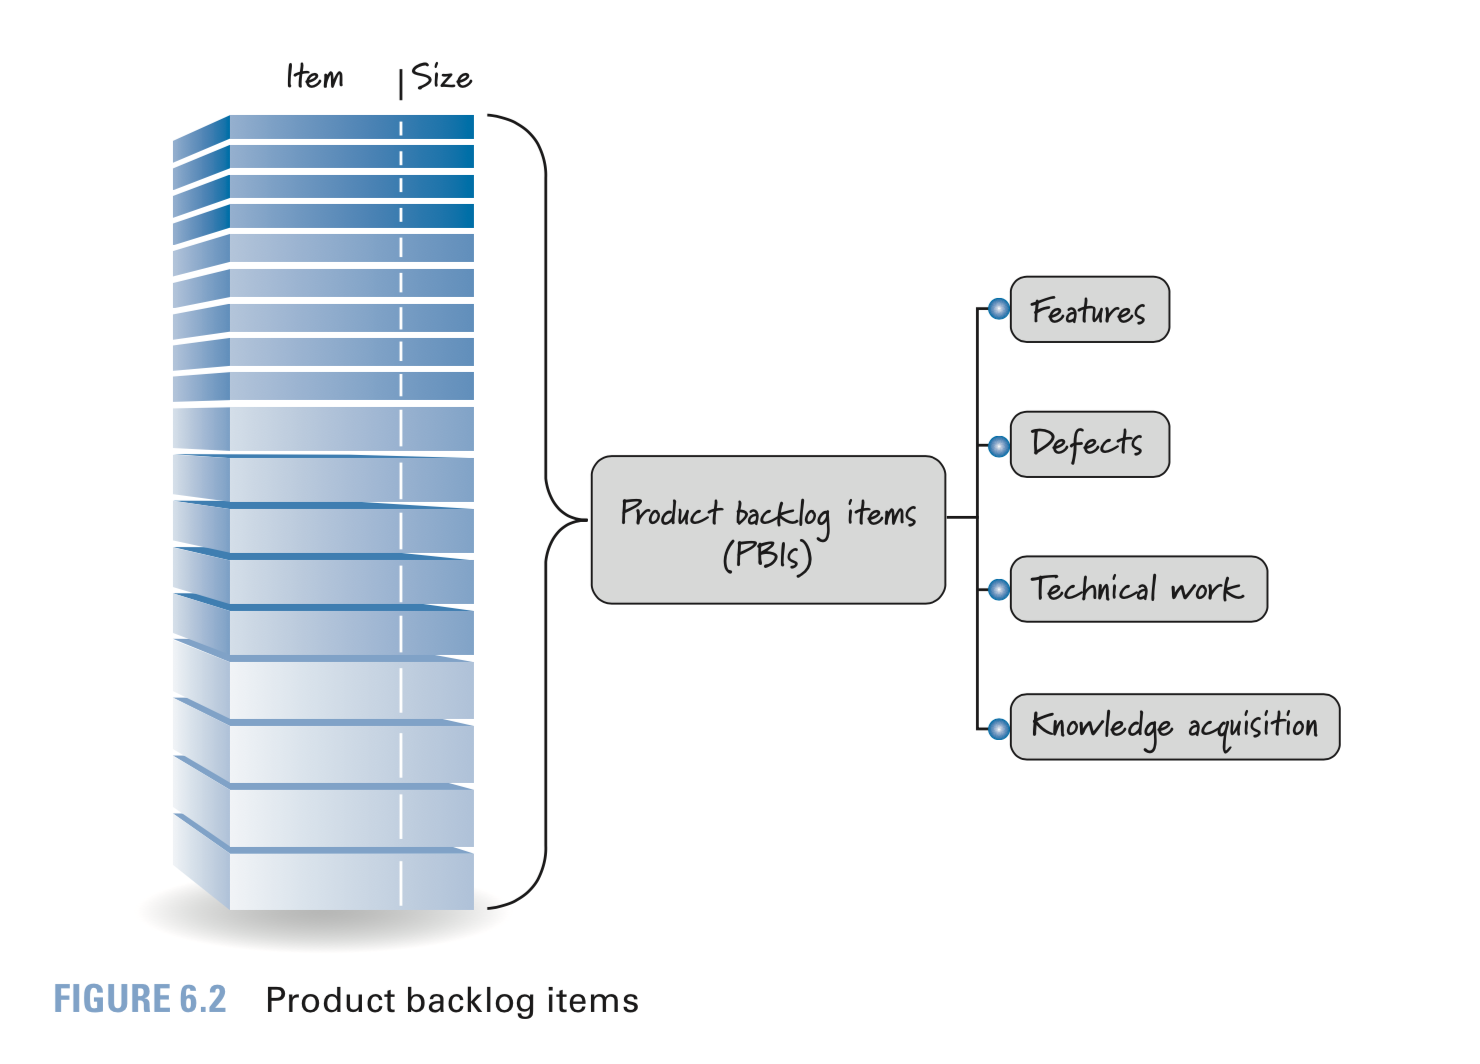 Item | Size
Features
Defects
Product backlog items
(PBIs)
Technical work
Knowledge acquisition
FIGURE 6.2 Product backlog items